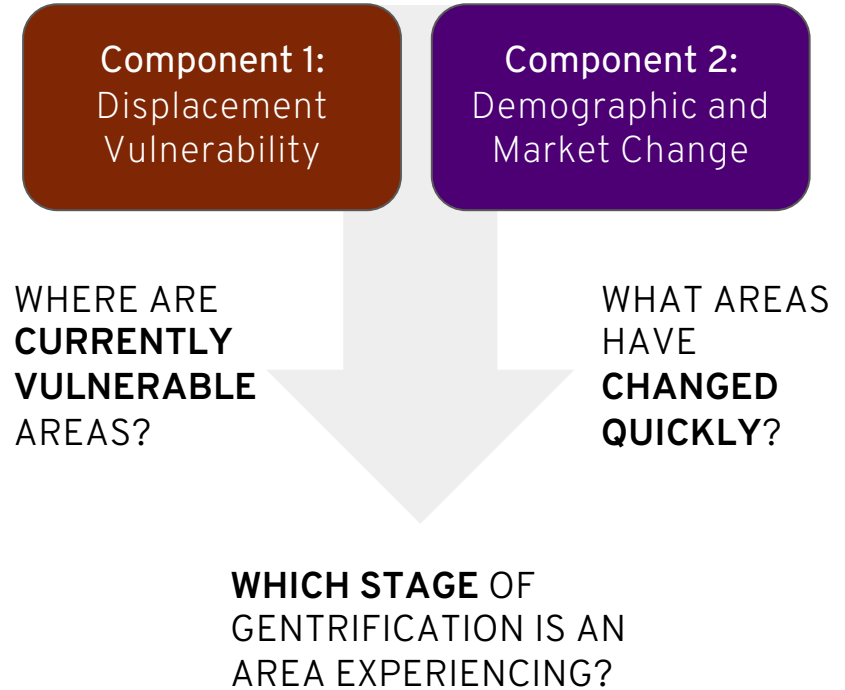 Component 1:
Displacement
Vulnerability
Component 2:
Demographic and
Market Change
WHERE ARE
CURRENTLY
VULNERABLE
AREAS?
WHAT AREAS
HAVE
CHANGED
QUICKLY?
WHICH STAGE OF
GENTRIFICATION IS AN
AREA EXPERIENCING?